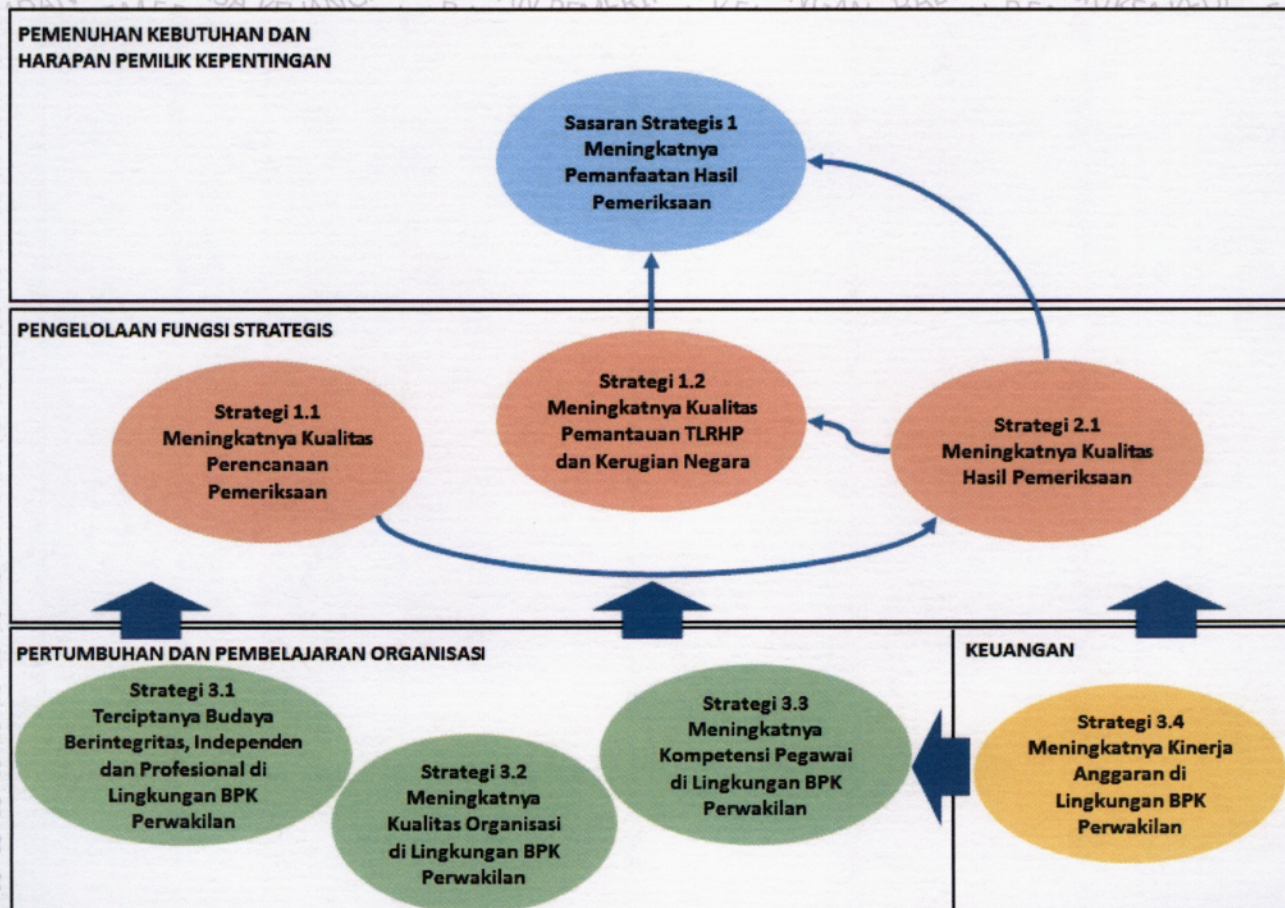 PEMENUHAN KEBUTUHAN DAN
HARAPAN PEMILIK KEPENTINGAN
Sasaran Strategis 1
Meningkatnya
Pemanfaatan Hasil
Pemeriksaan
PENGELOLAAN FUNGSI STRATEGIS
Strategi 1.1
Meningkatnya Kualitas
Perencanaan
Pemeriksaan
Strategi 1.2
Meningkatnya Kualitas
Pemantauan TLRHP
dan Kerugian Negara
Strategi 2.1
Meningkatnya Kualitas
Hasil Pemeriksaan
PERTUMBUHAN DAN PEMBELAJARAN ORGANISASI
Strategi 3.1
Terciptanya Budaya
Berintegritas, Independen
dan Profesional di
Lingkungan BPK
Perwakilan
Strategi 3.2
Meningkatnya
Kualitas Organisasi
di Lingkungan BPK
Perwakilan
Strategi 3.3
Meningkatnya
Kompetensi Pegawai
di Lingkungan BPK
Perwakilan
KEUANGAN
Strategi 3.4
Meningkatnya Kinerja
Anggaran di
Lingkungan BPK
Perwakilan